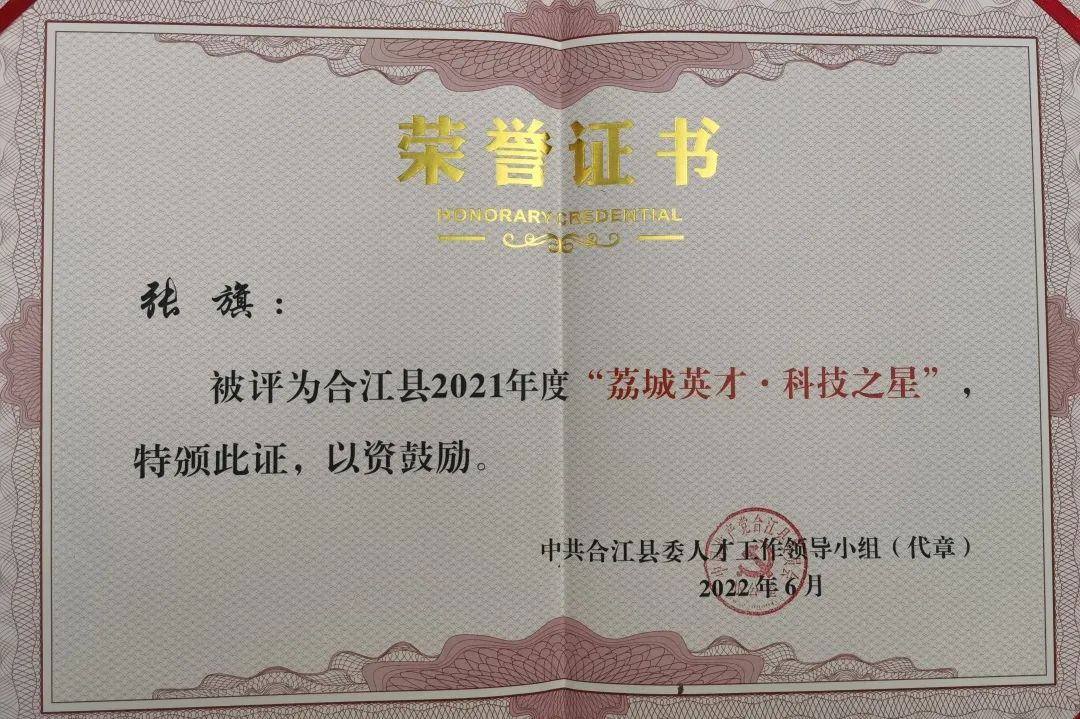 荣誉证书
HONORARY CREDENTIAL
张 旗：
被评为合江县2021年度“荔城英才·科技之星”，
特颁此证，以资鼓励。
中共合江县委人才工作领导小组（代章）
2022年6月